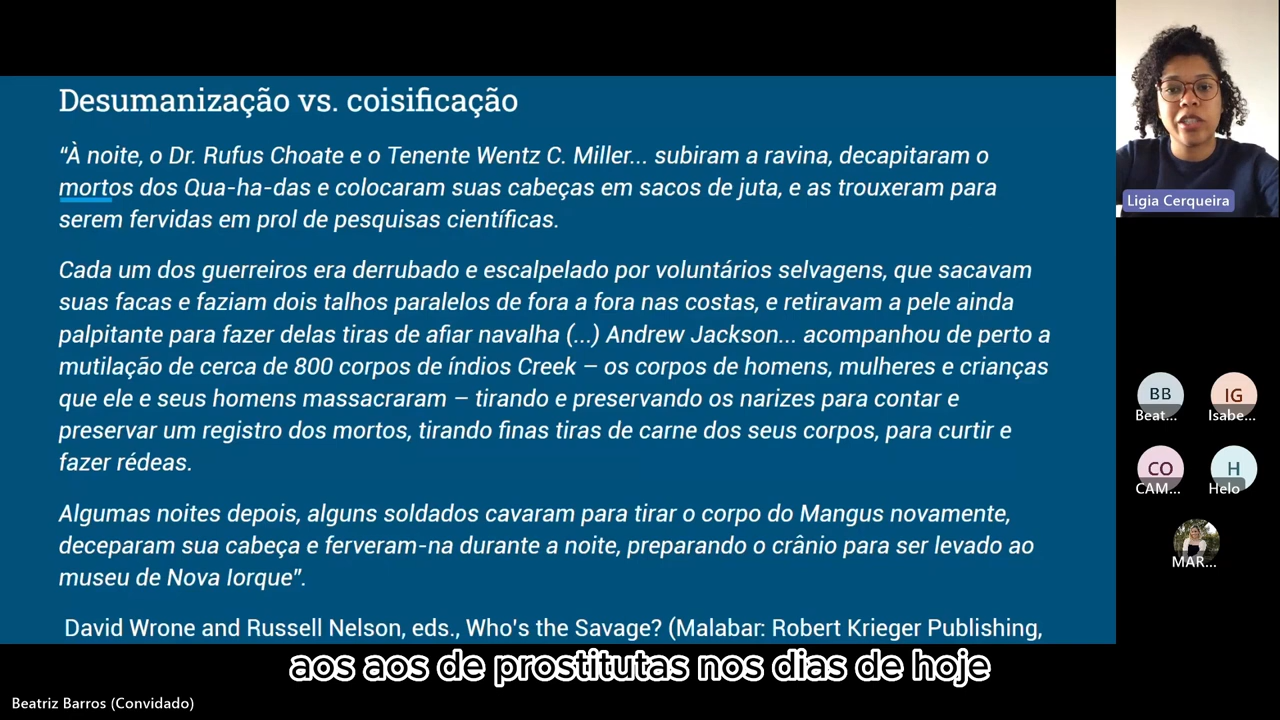 Desumanização vs. coisificação
“À noite, o Dr. Rufus Choate e o Tenente Wentz C. Miller... subiram a ravina, decapitaram o
mortos dos Qua-ha-das e colocaram suas cabeças em sacos de juta, e as trouxeram para
serem fervidas em prol de pesquisas científicas.
Cada um dos guerreiros era derrubado e escalpelado por voluntários selvagens, que sacavam
suas facas e faziam dois talhos paralelos de fora a fora nas costas, e retiravam a pele ainda
palpitante para fazer delas tiras de afiar navalha (...) Andrew Jackson... acompanhou de perto a
mutilação de cerca de 800 corpos de índios Creek – os corpos de homens, mulheres e crianças
que ele e seus homens massacraram – tirando e preservando os narizes para contar e
preservar um registro dos mortos, tirando finas tiras de carne dos seus corpos, para curtir e
fazer rédeas.
Algumas noites depois, alguns soldados cavaram para tirar o corpo do Mangus novamente,
deceparam sua cabeça e ferveram-na durante a noite, preparando o crânio para ser levado ao
museu de Nova Iorque”.
David Wrone and Russell Nelson, eds., Who's the Savage? (Malabar: Robert Krieger Publishing,
aos aos de prostitutas nos dias de hoje
Beatriz Barros (Convidado)
Ligia Cerqueira
BB
Beat...
IG
Isabe...
CO
CAM...
H
Helo
MAR...